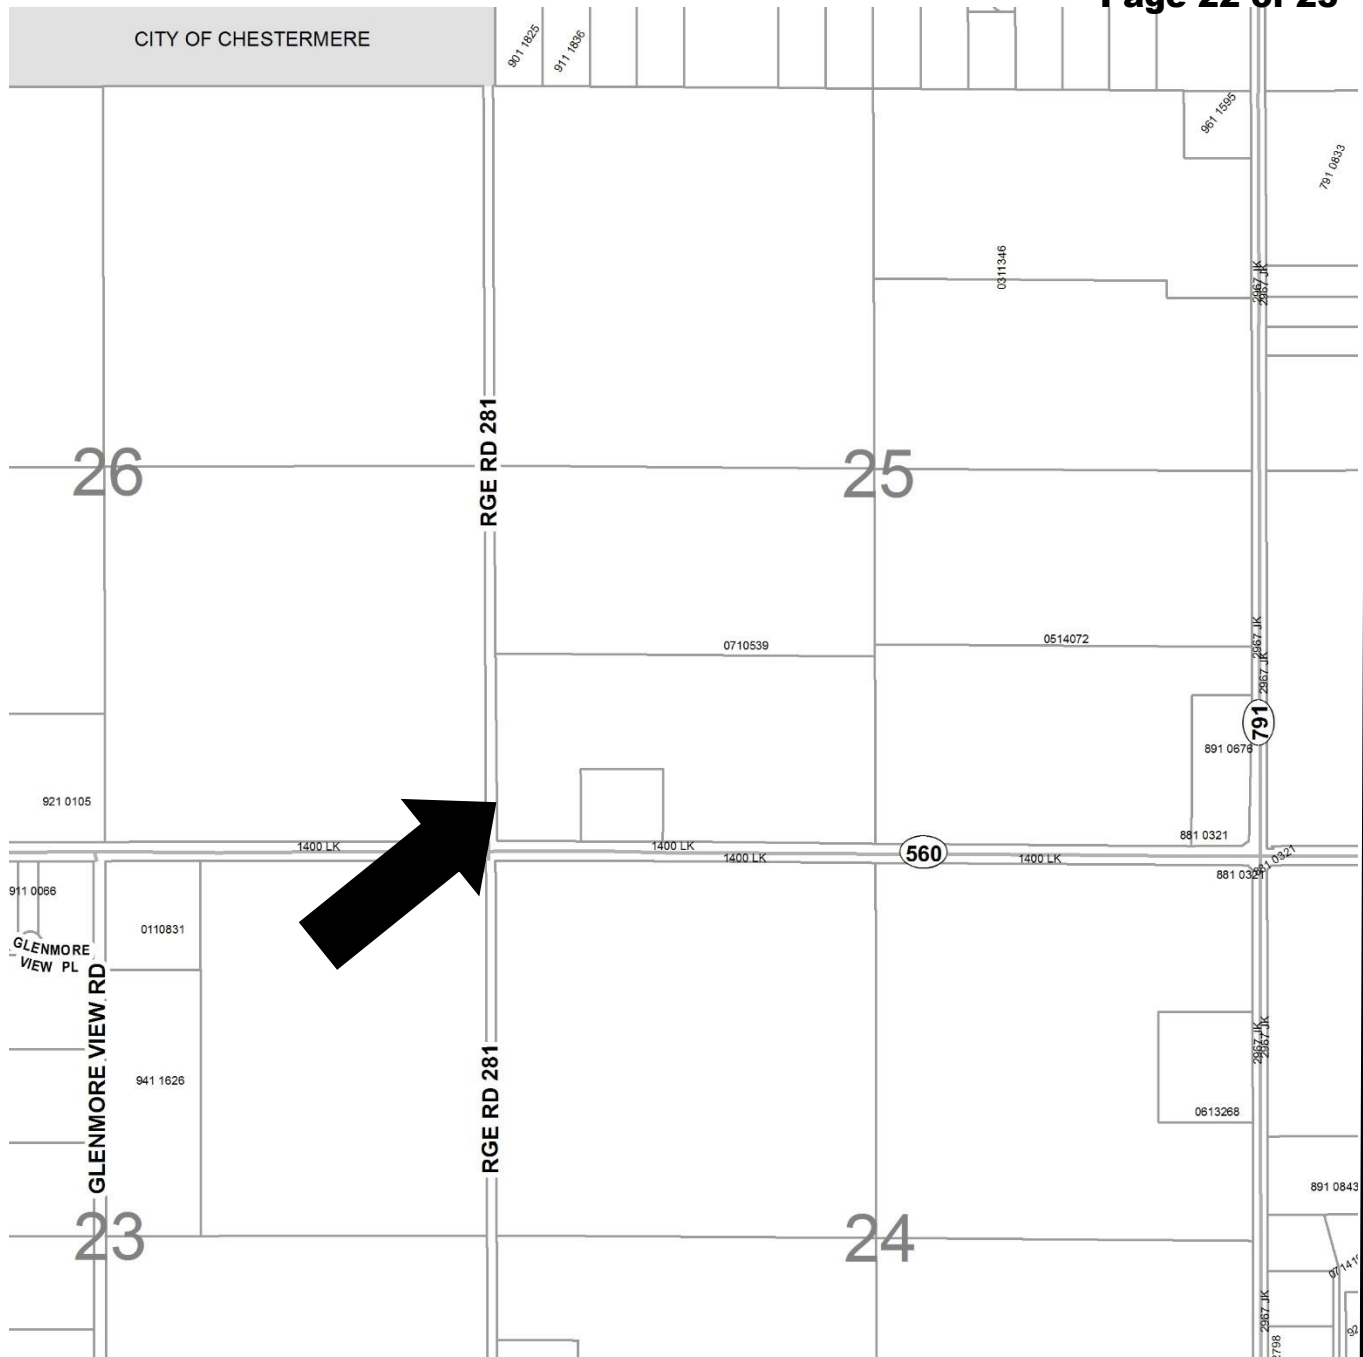 Page 22 of 23
CITY OF CHESTERMERE
901 1825
911 1836
961 1595
791 0833
0311346
2967 JK
2967 JK
RGE RD 281
26
25
0710539
0514072
2967 JK
2967 JK
791
891 0676
921 0105
881 0321
1400 LK
1400 LK
1400 LK
560
1400 LK
881 0321
881 0321
911 0066
0110831
GLENMORE
VIEW PL
GLENMORE VIEW RD
941 1626
RGE RD 281
2967 JK
2967 JK
0613268
891 0843
23
24
2967 JK